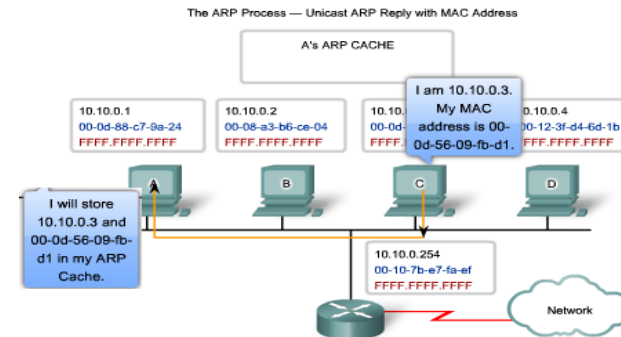 The ARP Process — Unicast ARP Reply with MAC Address
A's ARP CACHE
10.10.0.1
00-0d-88-c7-9a-24
FFFF.FFFF.FFFF
10.10.0.2
00-08-a3-b6-ce-04
FFFF.FFFF.FFFF
10.10.0
00-0d-
FFFF.F
I am 10.10.0.3.
My MAC
address is 00-
0d-56-09-fb-d1.
0.0.4
00-12-3f-d4-6d-1b
FFFF.FFFF.FFFF
A
B
C
D
I will store
10.10.0.3 and
00-0d-56-09-fb-
d1 in my ARP
Cache.
10.10.0.254
00-10-7b-e7-fa-ef
FFFF.FFFF.FFFF
Network